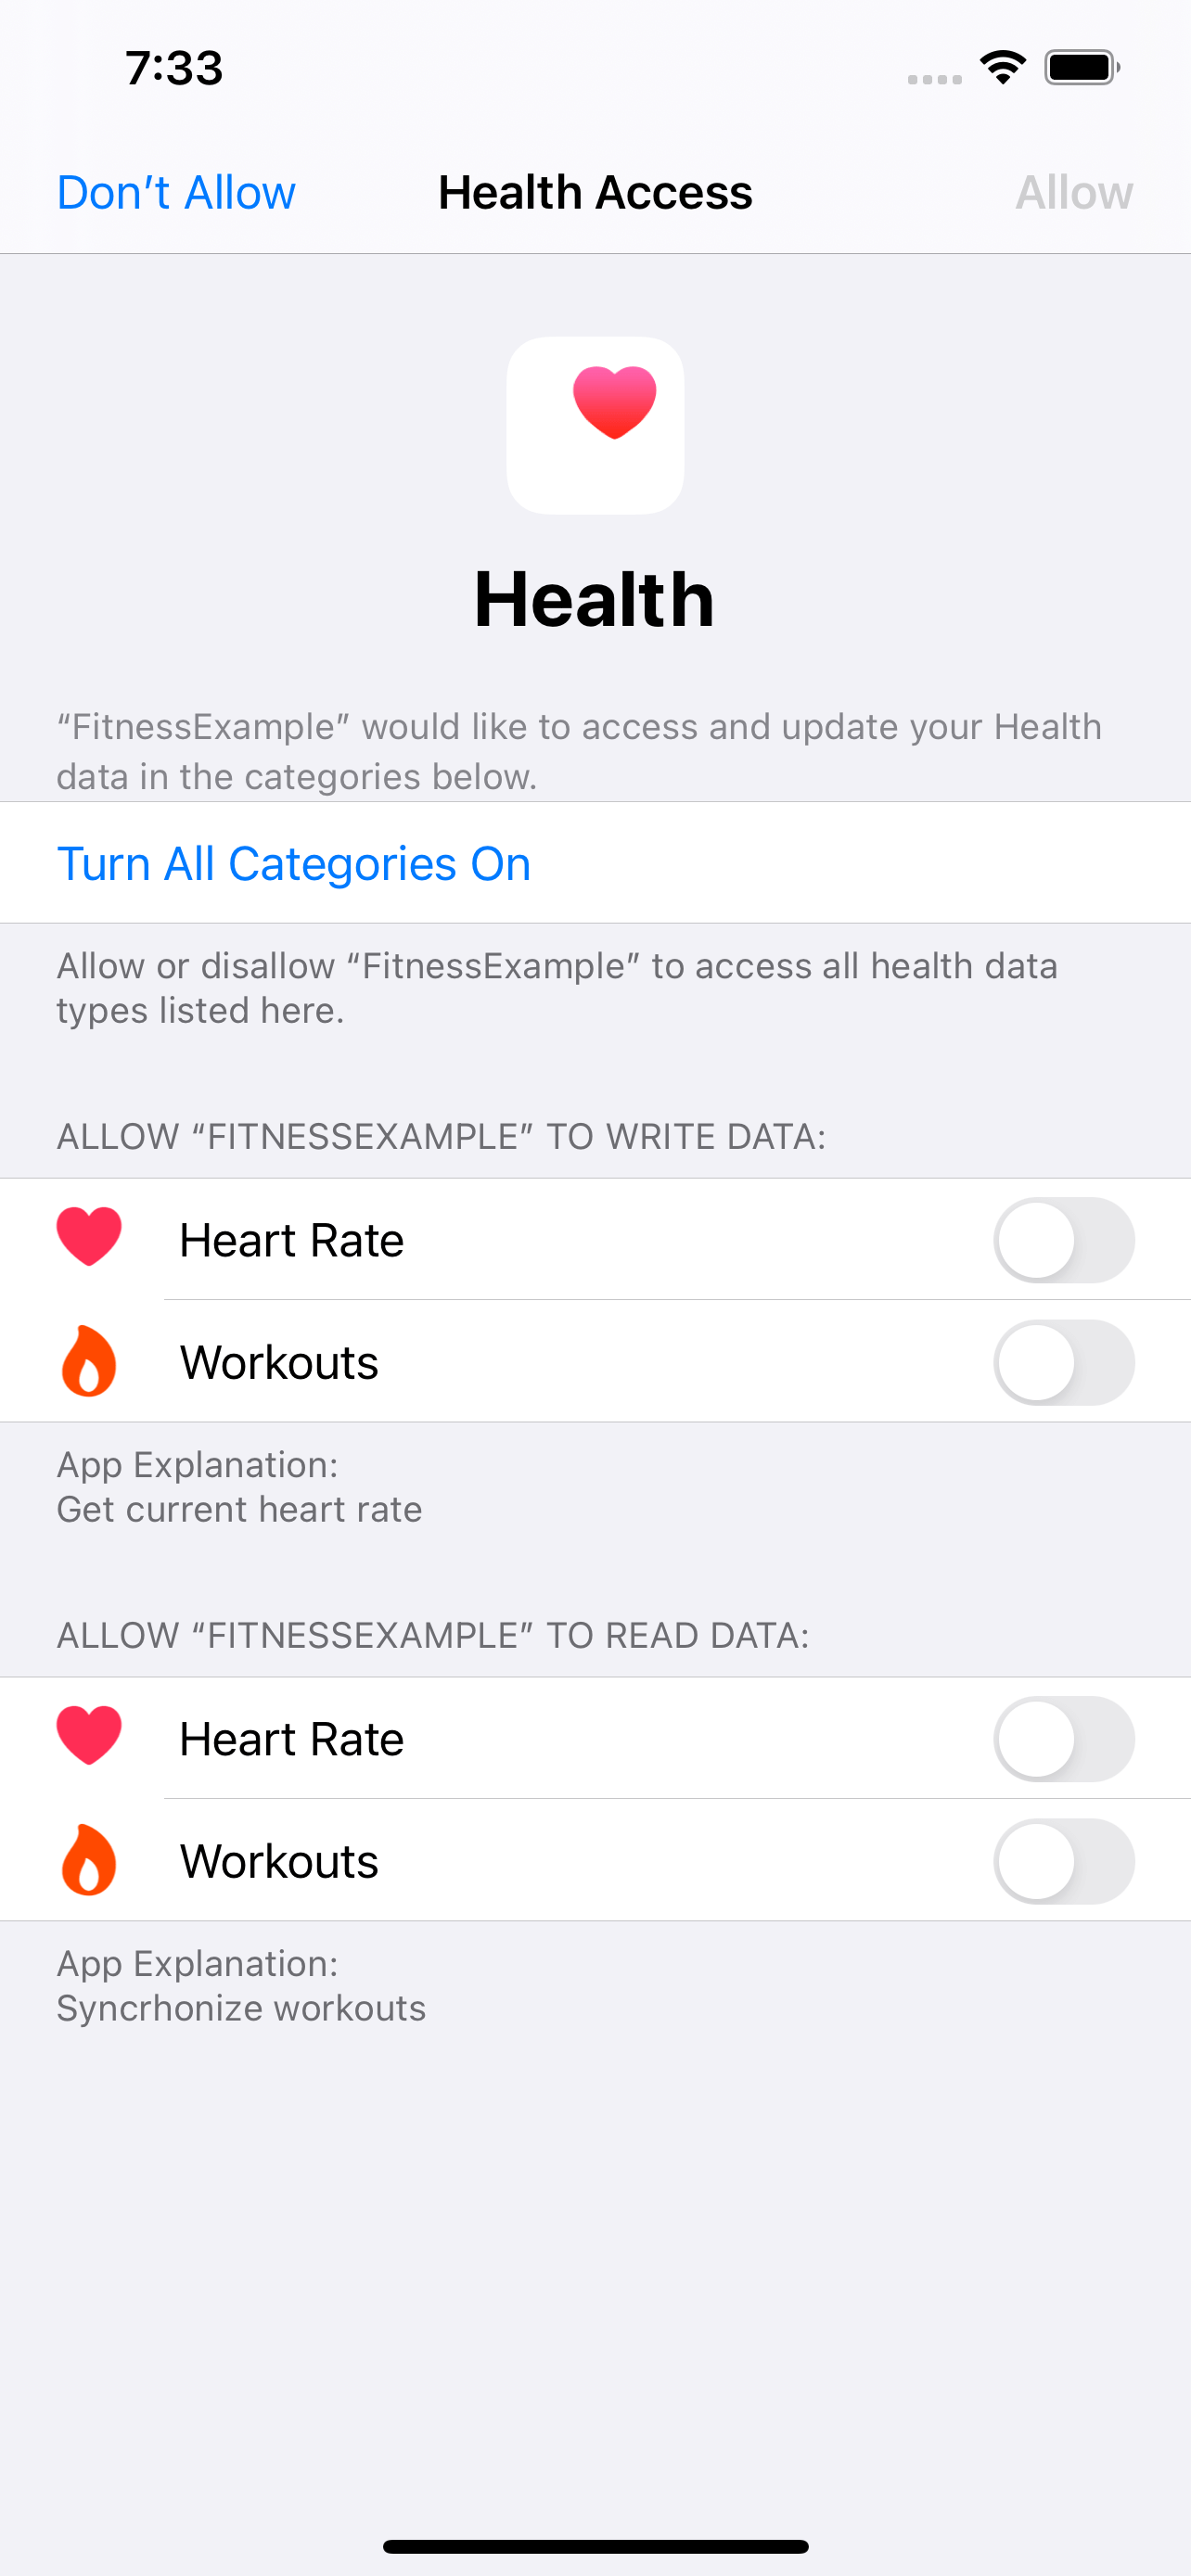 7:33
Don’t Allow
Health Access
Allow
Health
“FitnessExample” would like to access and update your Health
data in the categories below.
Turn All Categories On
Allow or disallow “FitnessExample” to access all health data
types listed here.
ALLOW “FITNESSEXAMPLE” TO WRITE DATA:
Heart Rate
Workouts
App Explanation:
Get current heart rate
ALLOW “FITNESSEXAMPLE” TO READ DATA:
Heart Rate
Workouts
App Explanation:
Syncrhonize workouts